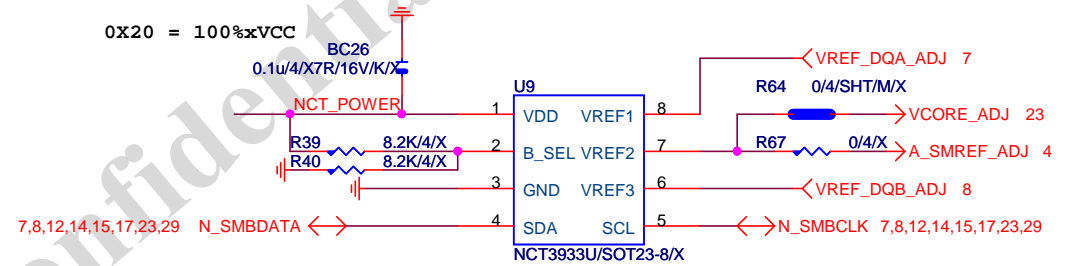 0X20 = 100%xVCC
BC26
0.1u/4/X7R/16V/K/X
NCT_POWER
U9
VREF_DQA_ADJ 7
R64 0/4/SHT/M/X
1 VDD VREF1 8
VCORE_ADJ 23
R39 8.2K/4/X
2 B_SEL VREF2 7
R67 0/4/X
A_SMREF_ADJ 4
R40 8.2K/4/X
3 GND VREF3 6
VREF_DQB_ADJ 8
7,8,12,14,15,17,23,29 N_SMBDATA
4 SDA SCL 5
N_SMBCLK 7,8,12,14,15,17,23,29
NCT3933U/SOT23-8/X
onfidential